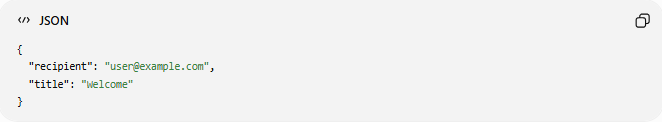 JSON
{
  "recipient": "user@example.com",
  "title": "Welcome"
}